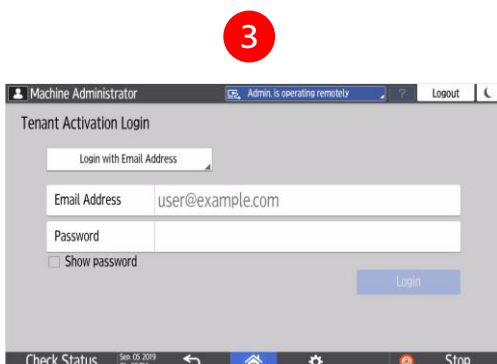 3
Machine Administrator Admin. is operating remotely ? Logout
Tenant Activation Login
Login with Email Address
Email Address user@example.com
Password
Show password
Login
Check Status Sep 05 2019 Stop